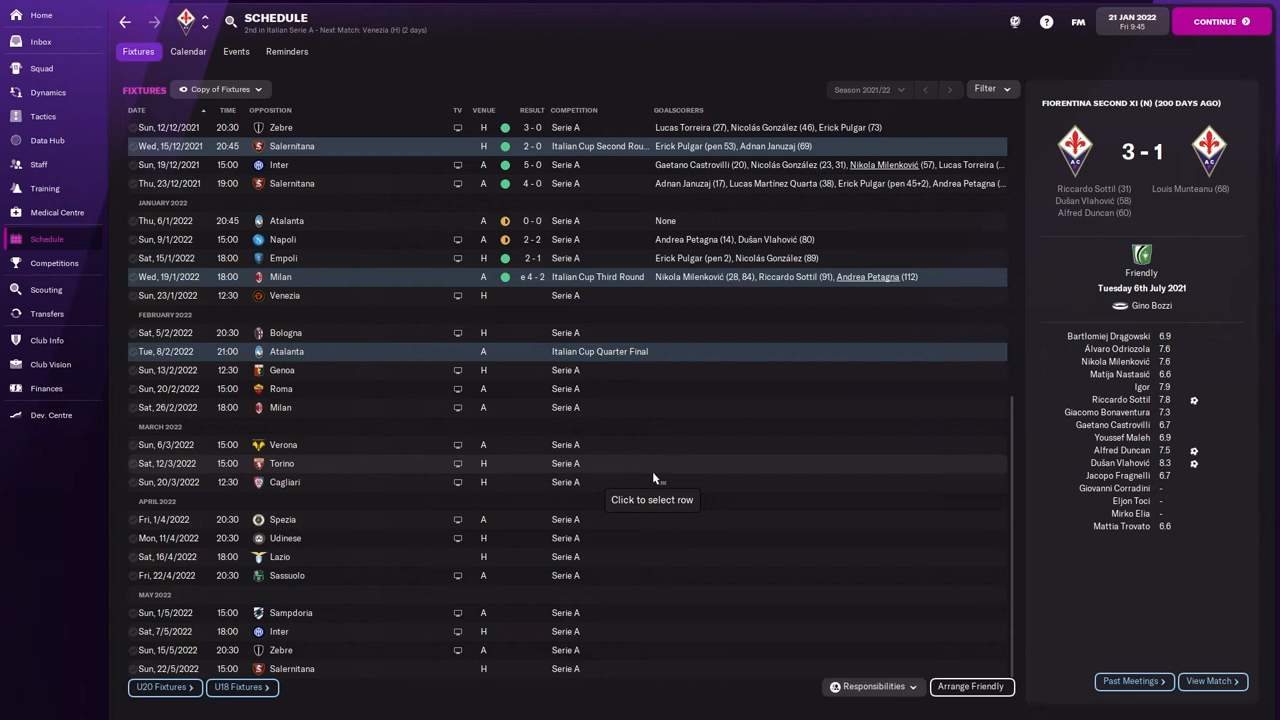 Home
Inbox
Squad
Dynamics
Tactics
Data Hub
Staff
Training
Medical Centre
Schedule
Competitions
Scouting
Transfers
Club Info
Club Vision
Finances
Dev. Centre
SCHEDULE
2nd in Italian Serie A - Next Match: Venezia (H) (2 days)
FM
21 JAN 2022
Fri 9:45
CONTINUE
Fixtures Calendar Events Reminders
FIXTURES Copy of Fixtures Season 2021/22 Filter
DATE TIME OPPOSITION TV VENUE RESULT COMPETITION GOALSCORERS
Sun, 12/12/2021 20:30 Zebre H 3 - 0 Serie A Lucas Torreira (27), Nicolás González (46), Erick Pulgar (73)
Wed, 15/12/2021 20:45 Salernitana H 2 - 0 Italian Cup Second Rou... Erick Pulgar (pen 53), Adnan Januzaj (69)
Sun, 19/12/2021 15:00 Inter A 5 - 0 Serie A Gaetano Castrovilli (20), Nicolás González (23, 31), Nikola Milenković (57), Lucas Torreira (...
Thu, 23/12/2021 19:00 Salernitana A 4 - 0 Serie A Adnan Januzaj (17), Lucas Martínez Quarta (38), Erick Pulgar (pen 45+2), Andrea Petagna (...
JANUARY 2022
Thu, 6/1/2022 20:45 Atalanta A 0 - 0 Serie A None
Sun, 9/1/2022 15:00 Napoli A 2 - 2 Serie A Andrea Petagna (14), Dušan Vlahović (80)
Sat, 15/1/2022 18:00 Empoli H 2 - 1 Serie A Erick Pulgar (pen 2), Nicolás González (89)
Wed, 19/1/2022 18:00 Milan A e 4 - 2 Italian Cup Third Round Nikola Milenković (28, 84), Riccardo Sottil (91), Andrea Petagna (112)
Sun, 23/1/2022 12:30 Venezia H Serie A
FEBRUARY 2022
Sat, 5/2/2022 20:30 Bologna H Serie A
Tue, 8/2/2022 21:00 Atalanta A Italian Cup Quarter Final
Sun, 13/2/2022 12:30 Genoa H Serie A
Sun, 20/2/2022 15:00 Roma A Serie A
Sat, 26/2/2022 18:00 Milan A Serie A
MARCH 2022
Sun, 6/3/2022 15:00 Verona A Serie A
Sat, 12/3/2022 15:00 Torino H Serie A
Sun, 20/3/2022 12:30 Cagliari H Serie A
Click to select row
APRIL 2022
Fri, 1/4/2022 20:30 Spezia A Serie A
Mon, 11/4/2022 20:30 Udinese H Serie A
Sat, 16/4/2022 18:00 Lazio H Serie A
Fri, 22/4/2022 20:30 Sassuolo A Serie A
MAY 2022
Sun, 1/5/2022 15:00 Sampdoria A Serie A
Sat, 7/5/2022 18:00 Inter H Serie A
Sun, 15/5/2022 20:30 Zebre A Serie A
Sun, 22/5/2022 15:00 Salernitana H Serie A
U20 Fixtures U18 Fixtures Responsibilities Arrange Friendly
FIORENTINA SECOND XI (N) (200 DAYS AGO)
3 - 1
Riccardo Sottil (31) Louis Munteanu (68)
Dušan Vlahović (58)
Alfred Duncan (60)
Friendly
Tuesday 6th July 2021
Gino Bozzi
Bartłomiej Drągowski 6.9
Álvaro Odriozola 7.6
Nikola Milenković 7.6
Matija Nastasić 6.6
Igor 7.9
Riccardo Sottil 7.8
Giacomo Bonaventura 7.3
Gaetano Castrovilli 6.7
Youssef Maleh 6.9
Alfred Duncan 7.5
Dušan Vlahović 8.3
Jacopo Fragnelli 6.7
Giovanni Corradini -
Eljon Toci -
Mirko Elia -
Mattia Trovato 6.6
Past Meetings View Match